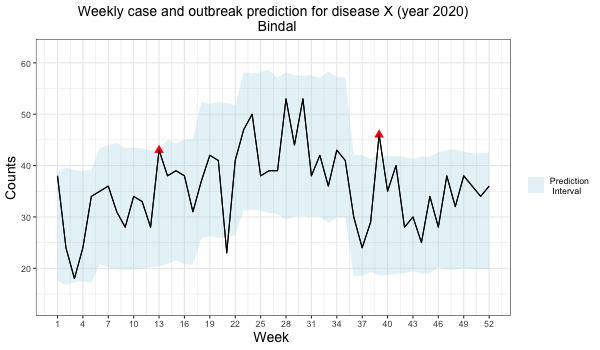 Weekly case and outbreak prediction for disease X (year 2020)
Bindal
Counts
60
50
40
30
20
1 4 7 10 13 16 19 22 25 28 31 34 37 40 43 46 49 52
Week
Prediction
Interval